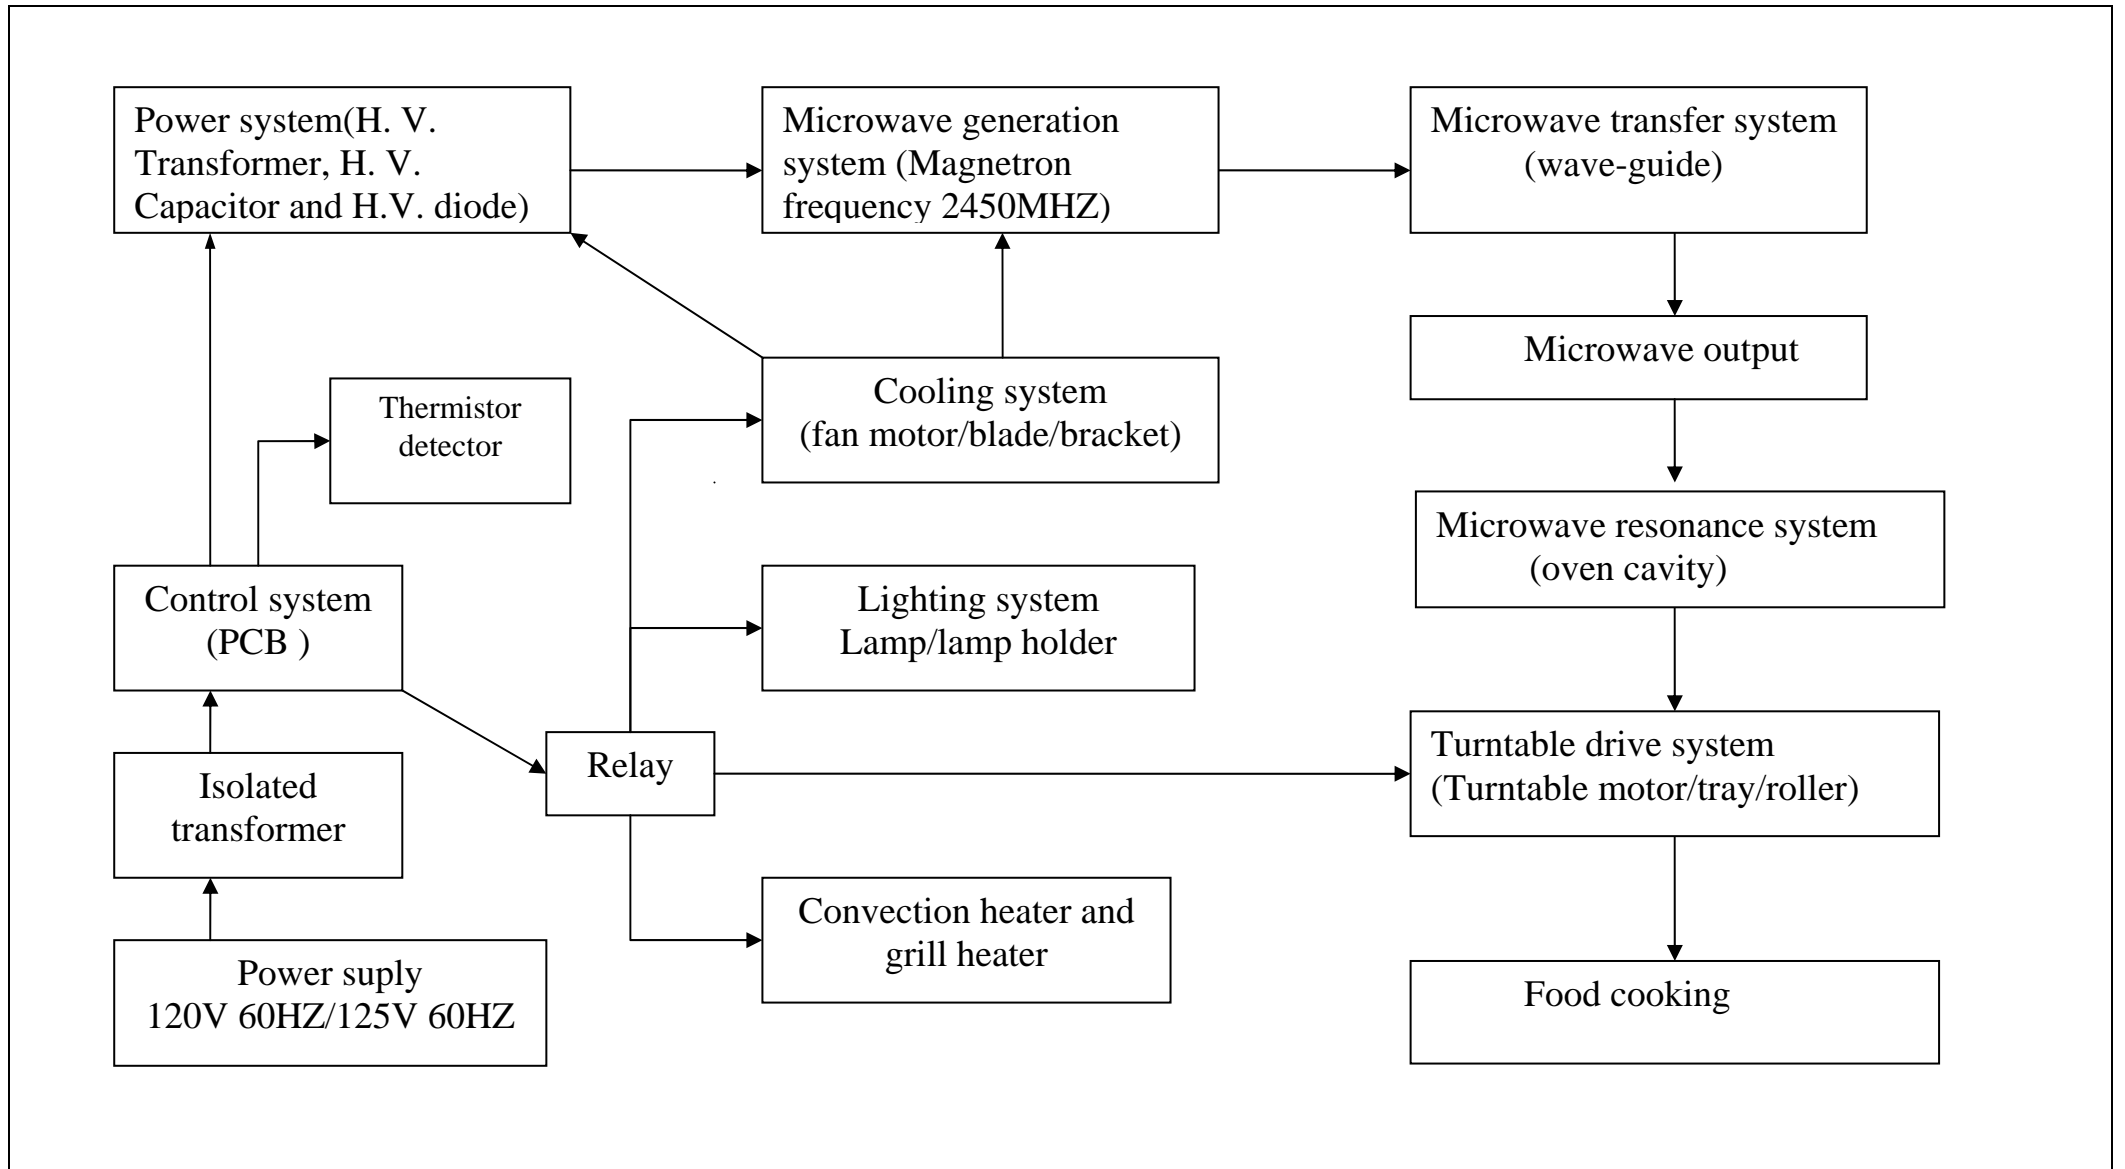 Power system(H. V.
Transformer, H. V.
Capacitor and H.V. diode)
Microwave generation
system (Magnetron
frequency 2450MHZ)
Microwave transfer system
(wave-guide)
Microwave output
Thermistor
detector
Cooling system
(fan motor/blade/bracket)
Microwave resonance system
(oven cavity)
Control system
(PCB )
Lighting system
Lamp/lamp holder
Relay
Turntable drive system
(Turntable motor/tray/roller)
Isolated
transformer
Convection heater and
grill heater
Power suply
120V 60HZ/125V 60HZ
Food cooking